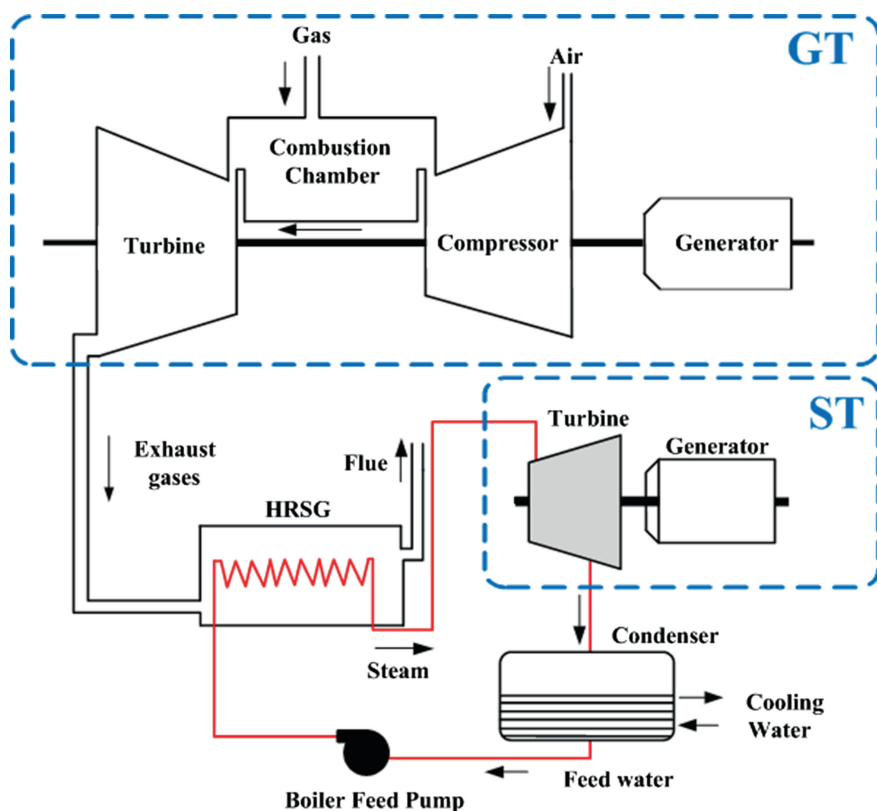 Gas
Air
GT
Combustion
Chamber
Turbine
Compressor
Generator
Exhaust
gases
Flue
HRSG
Steam
Turbine
ST
Generator
Condenser
Cooling
Water
Feed water
Boiler Feed Pump